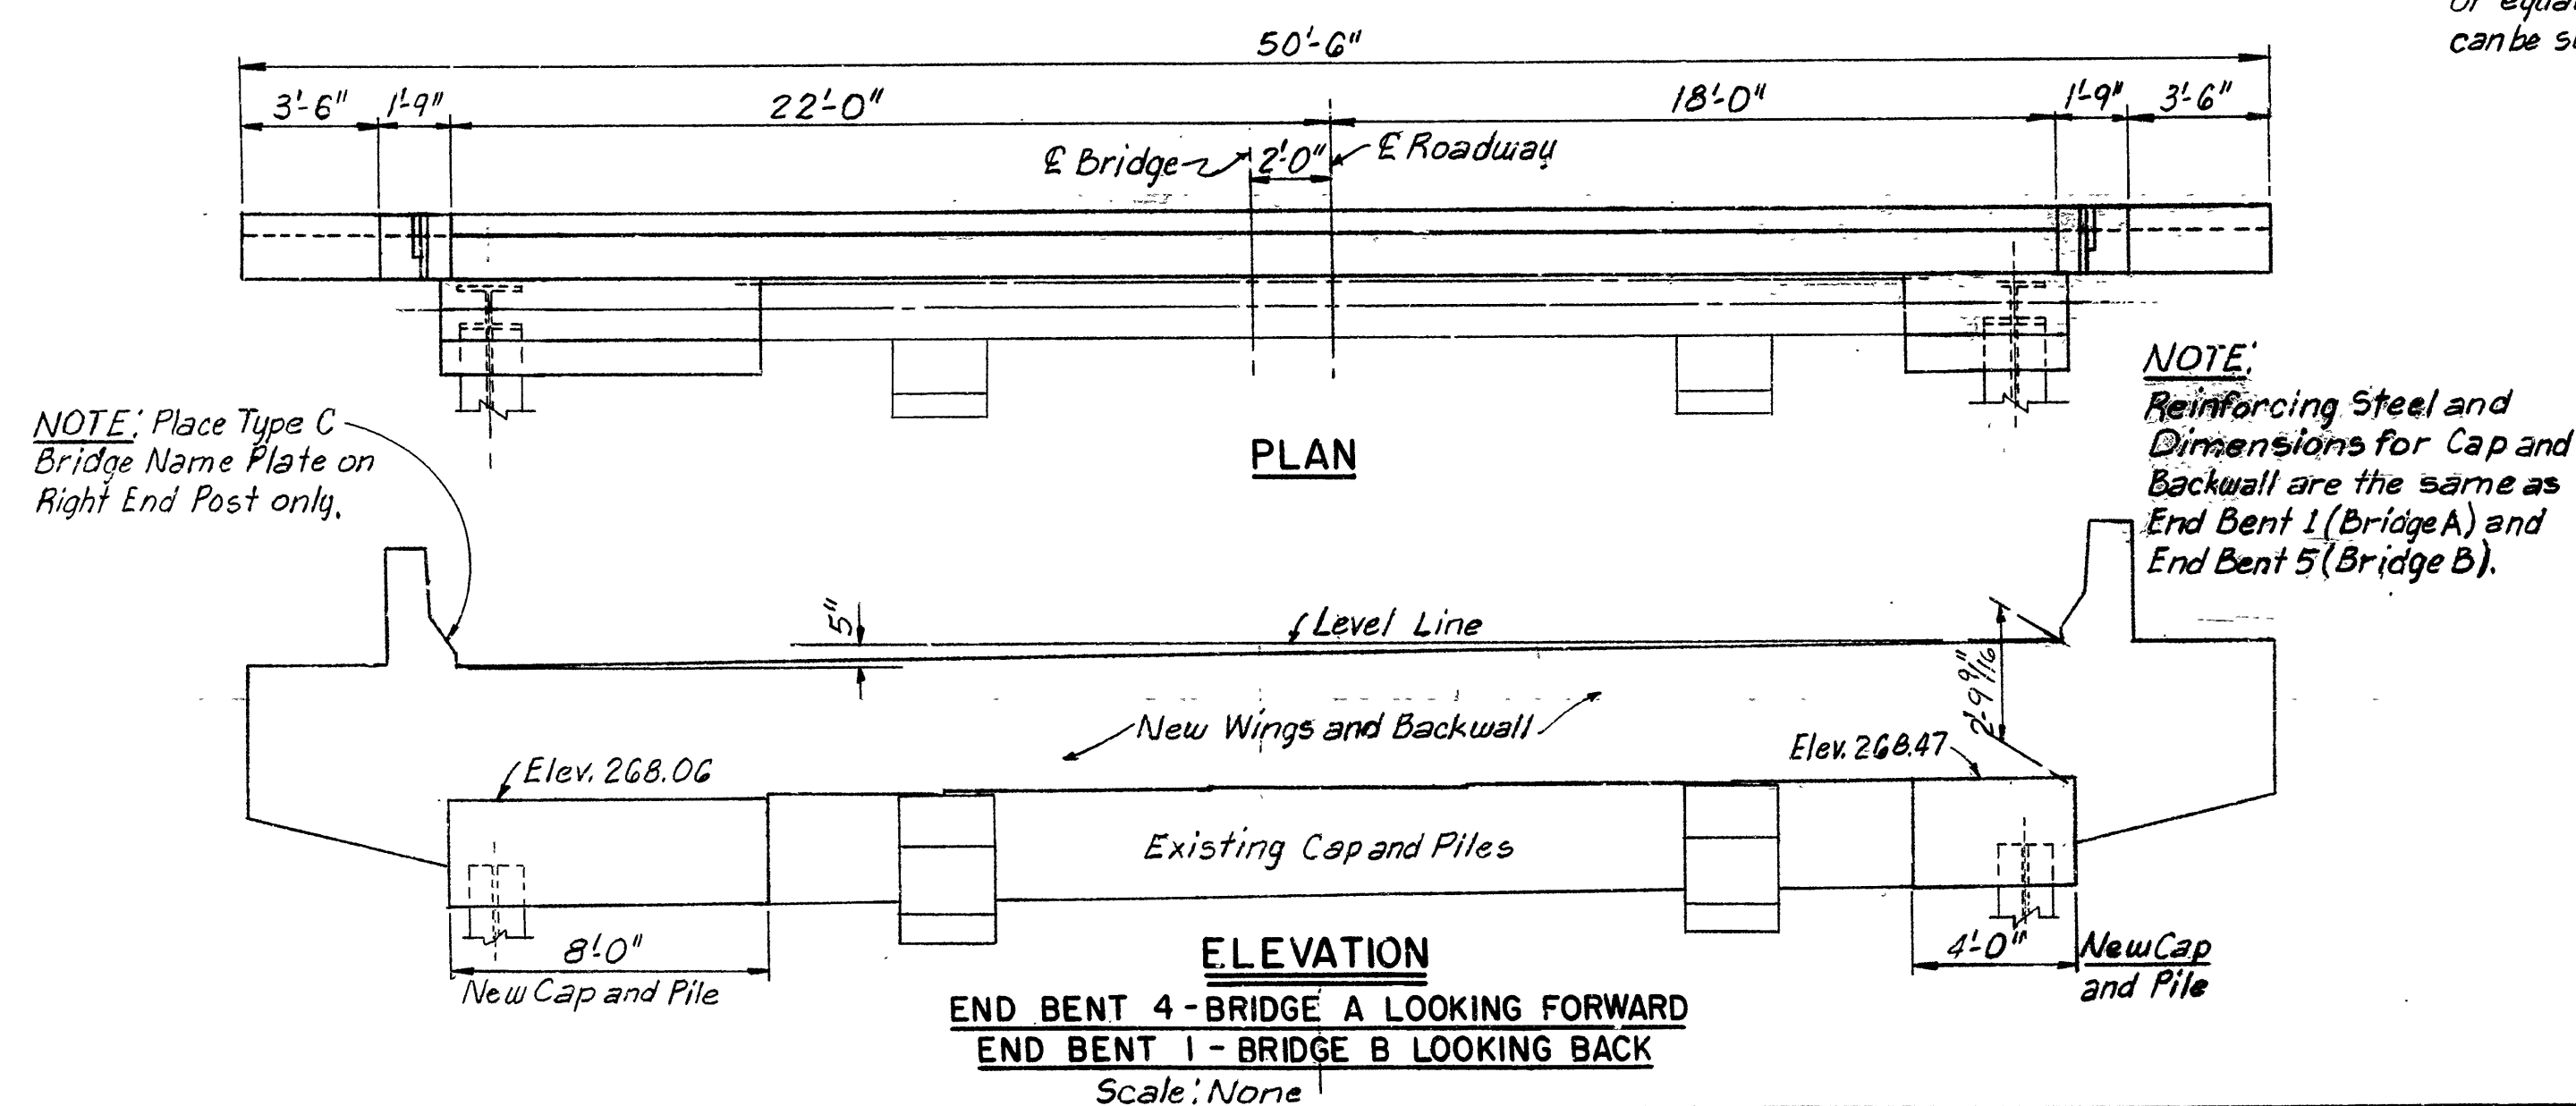 or equal
can be s
50'-6"
3'-6" 1'-9" 22'-0" 18'-0" 1'-9" 3'-6"
℄ Bridge 2'-0" ℄ Roadway
PLAN
NOTE: Place Type C
Bridge Name Plate on
Right End Post only.
NOTE:
Reinforcing Steel and
Dimensions for Cap and
Backwall are the same as
End Bent 1 (Bridge A) and
End Bent 5 (Bridge B).
5"
Level Line
2'-9 9/16"
New Wings and Backwall
Elev. 268.06
Elev. 268.47
Existing Cap and Piles
8'-0"
New Cap and Pile
4'-0"
New Cap
and Pile
ELEVATION
END BENT 4 - BRIDGE A LOOKING FORWARD
END BENT 1 - BRIDGE B LOOKING BACK
Scale: None